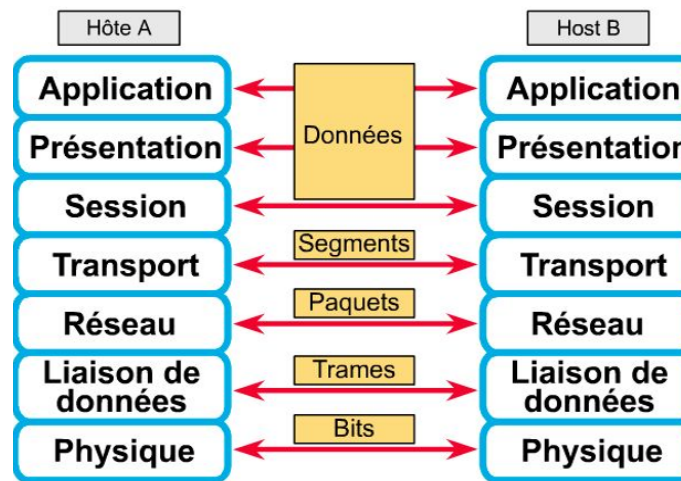 Hôte A
Host B
Application
Application
Présentation
Données
Présentation
Session
Session
Segments
Transport
Transport
Paquets
Réseau
Réseau
Liaison de
données
Trames
Liaison de
données
Bits
Physique
Physique